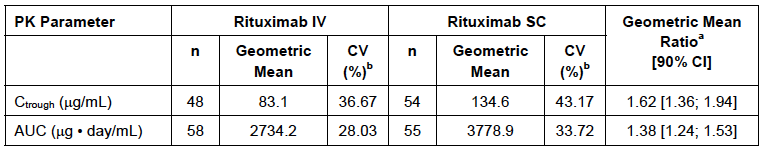 PK Parameter Rituximab IV Rituximab SC Geometric Mean Ratioa [90% CI]
n Geometric Mean CV (%)b n Geometric Mean CV (%)b
Ctrough (μg/mL) 48 83.1 36.67 54 134.6 43.17 1.62 [1.36; 1.94]
AUC (μg • day/mL) 58 2734.2 28.03 55 3778.9 33.72 1.38 [1.24; 1.53]